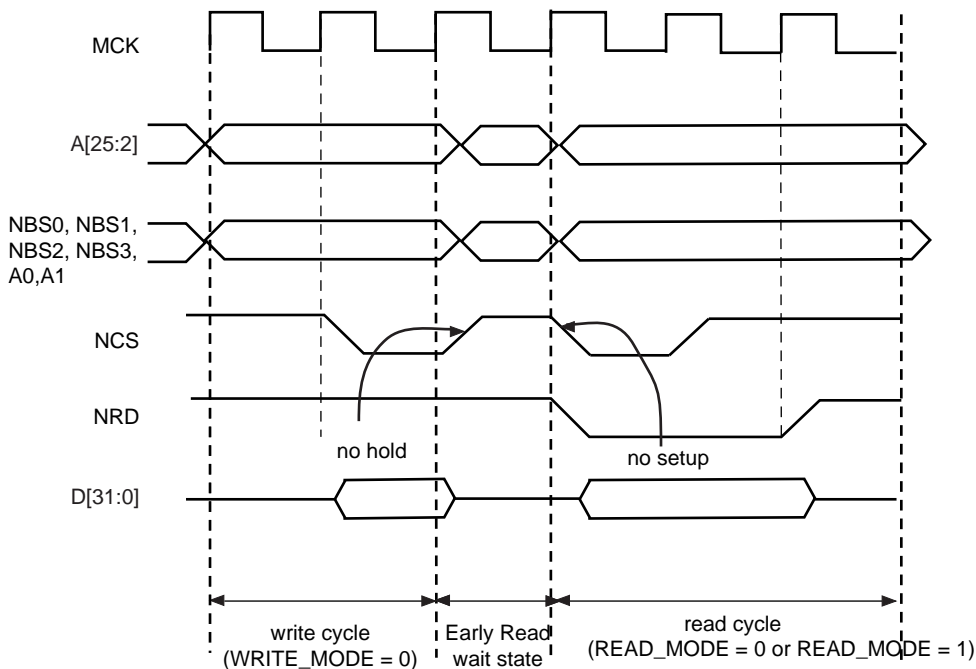 MCK
A[25:2]
NBS0, NBS1,
NBS2, NBS3,
A0,A1
NCS
NRD
no hold
no setup
D[31:0]
write cycle
(WRITE_MODE = 0)
Early Read
wait state
read cycle
(READ_MODE = 0 or READ_MODE = 1)